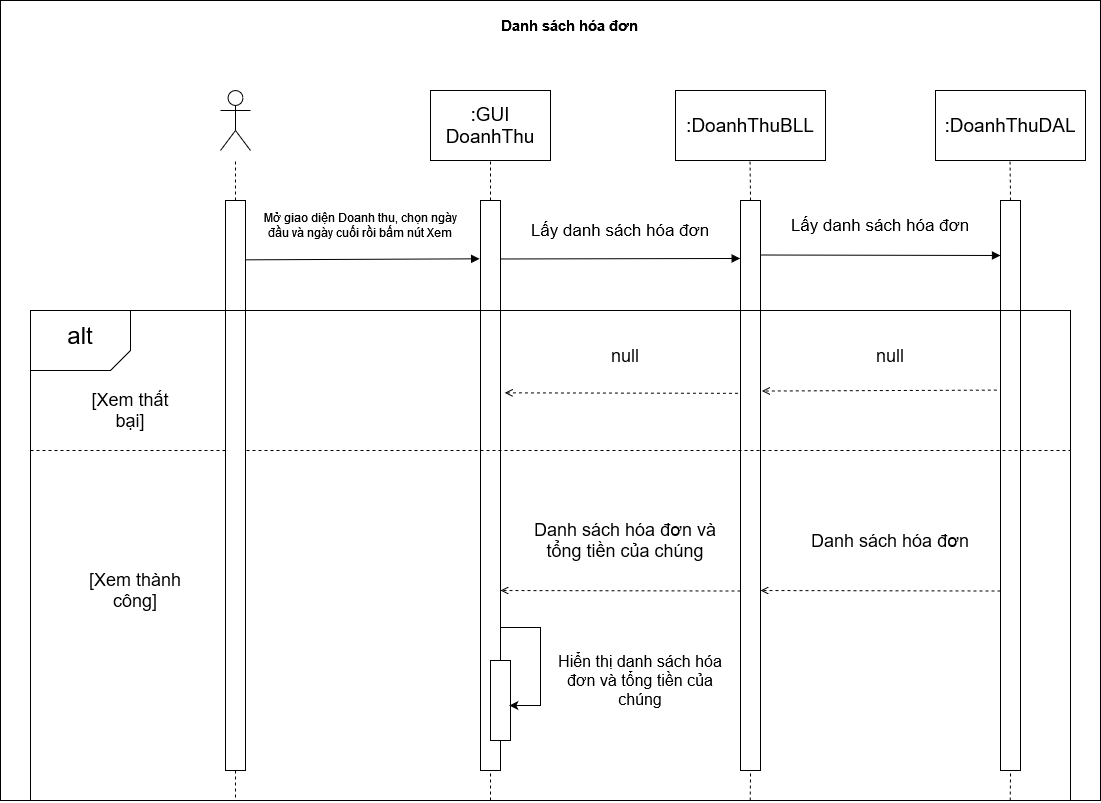 Danh sách hóa đơn
:GUI
DoanhThu
:DoanhThuBLL
:DoanhThuDAL
Mở giao diện Doanh thu, chọn ngày
đầu và ngày cuối rồi bấm nút Xem
Lấy danh sách hóa đơn
Lấy danh sách hóa đơn
alt
null
null
[Xem thất
bại]
Danh sách hóa đơn và
tổng tiền của chúng
Danh sách hóa đơn
[Xem thành
công]
Hiển thị danh sách hóa
đơn và tổng tiền của
chúng